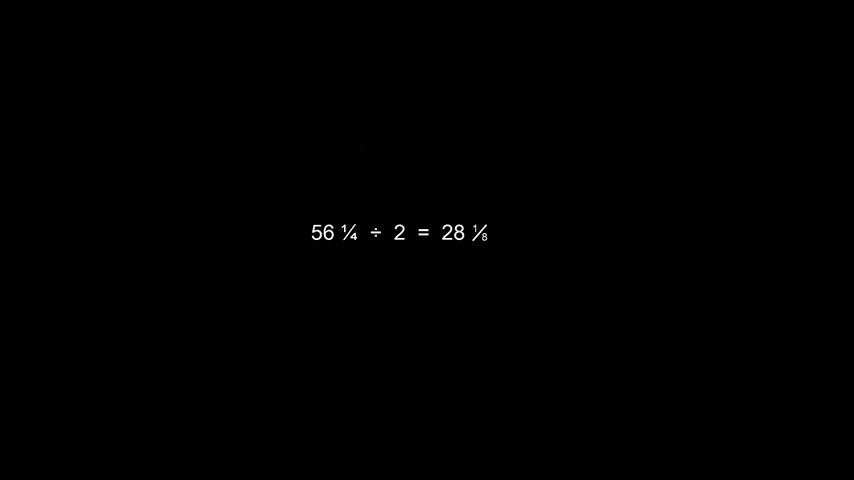 56 ¼ ÷ 2 = 28 ⅛